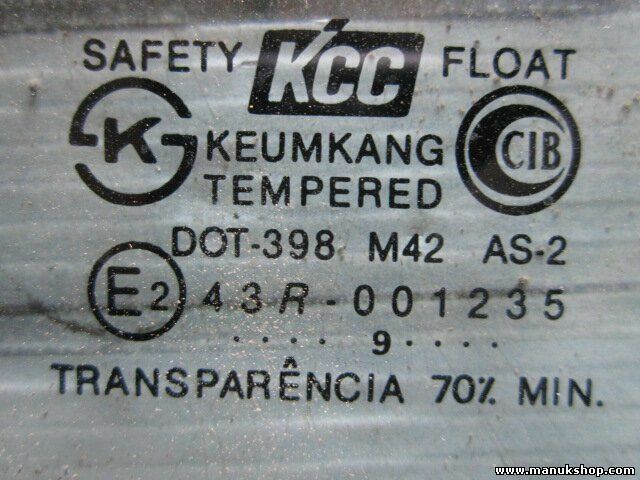 SAFETY KCC FLOAT
K CIB
KEUMKANG
TEMPERED
DOT-398 M42 AS-2
E2 43R-001235
···· 9 ····
TRANSPARÊNCIA 70% MIN.
www.manukshop.com